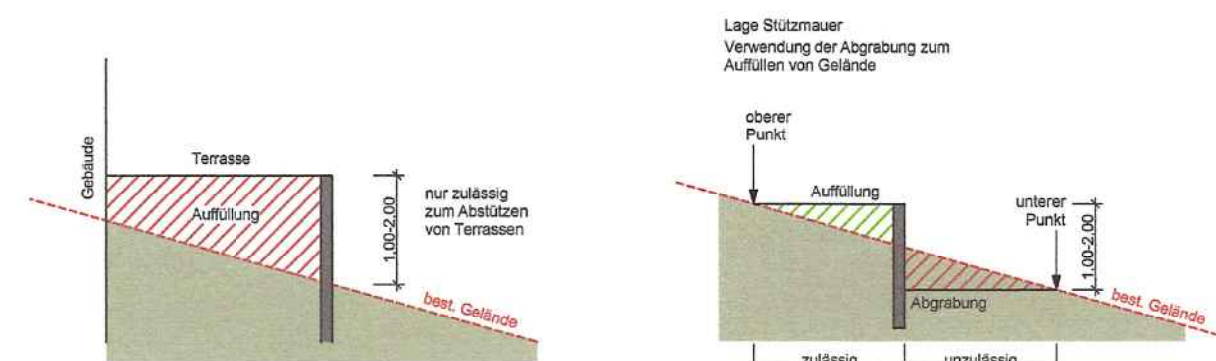 Gebäude
Terrasse
Auffüllung
1,00-2,00
nur zulässig
zum Abstützen
von Terrassen
best. Gelände
Lage Stützmauer
Verwendung der Abgrabung zum
Auffüllen von Gelände
oberer
Punkt
Auffüllung
unterer
Punkt
1,00-2,00
Abgrabung
best. Gelände
zulässig
unzulässig